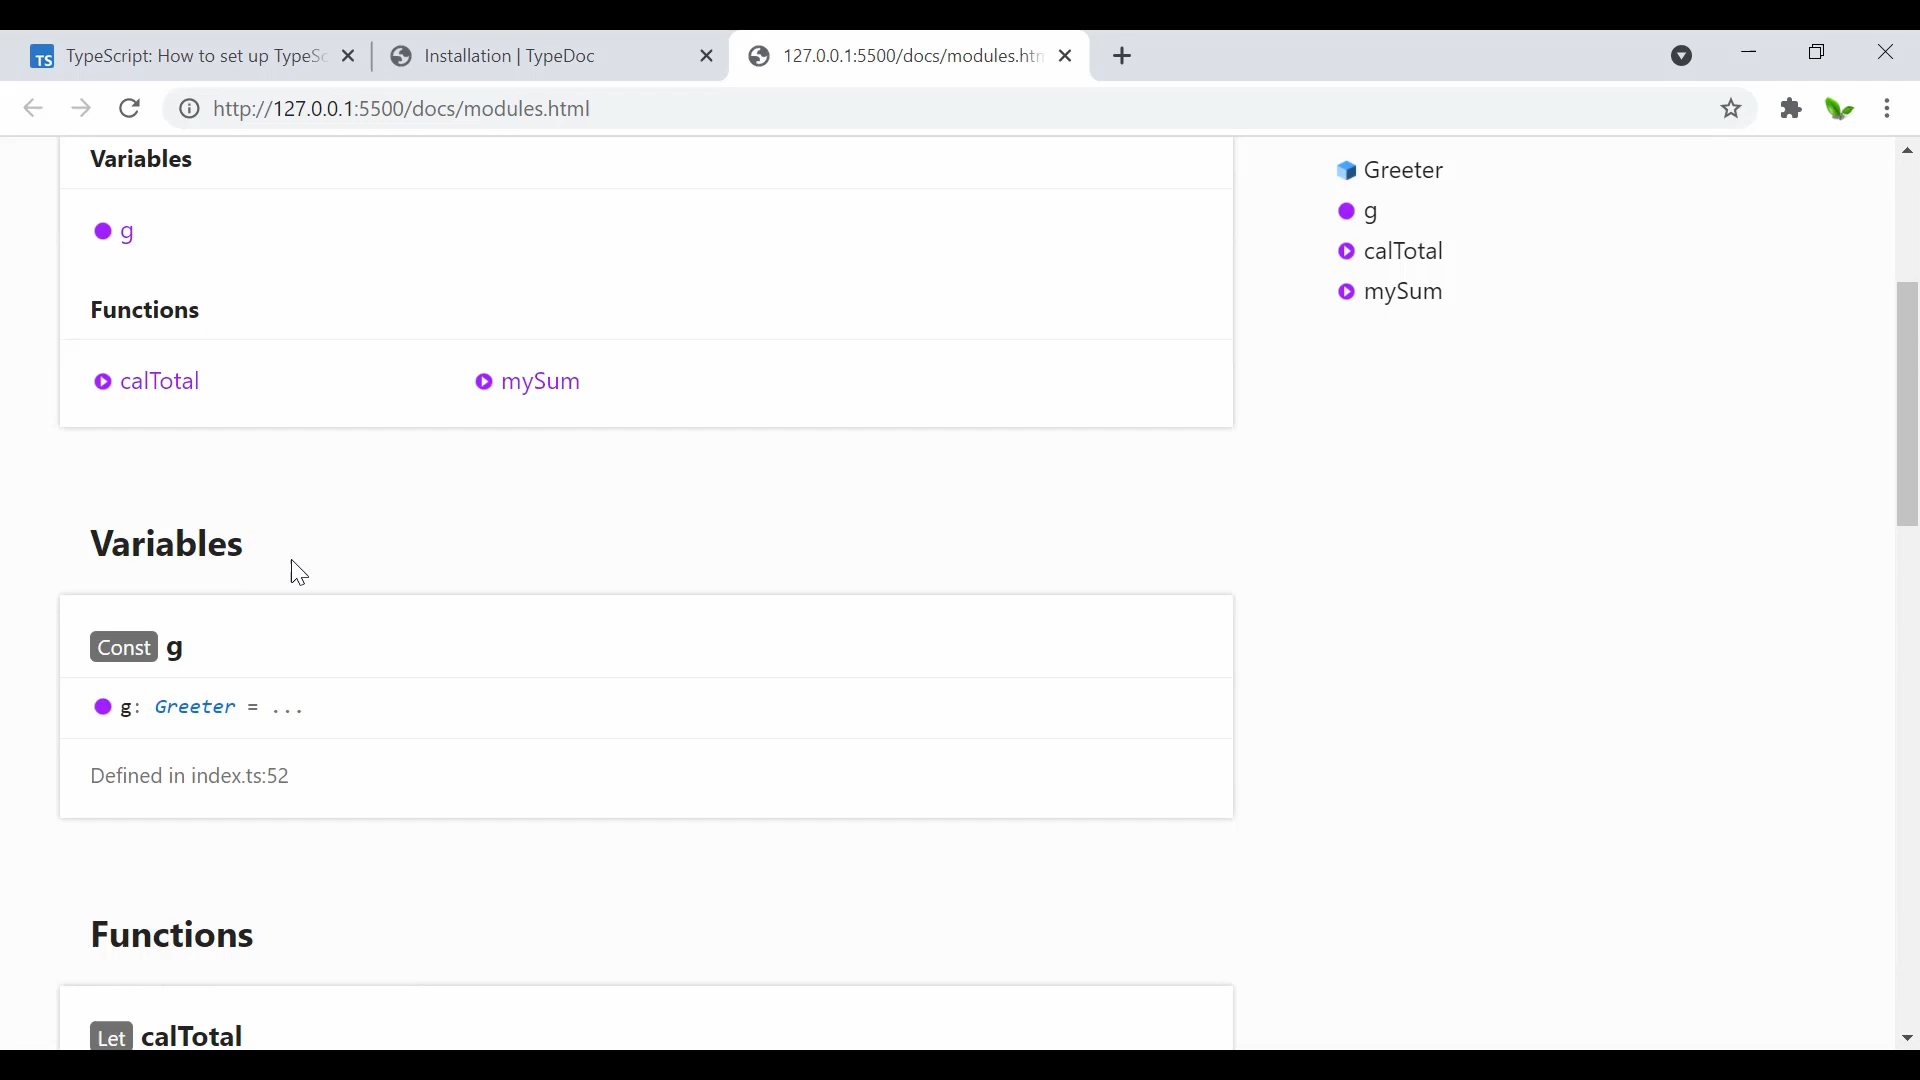 TypeScript: How to set up TypeSc
Installation | TypeDoc
127.0.0.1:5500/docs/modules.htm
http://127.0.0.1:5500/docs/modules.html
Variables
g
Functions
calTotal mySum
Greeter
g
calTotal
mySum
Variables
Const g
g: Greeter = ...
Defined in index.ts:52
Functions
Let calTotal